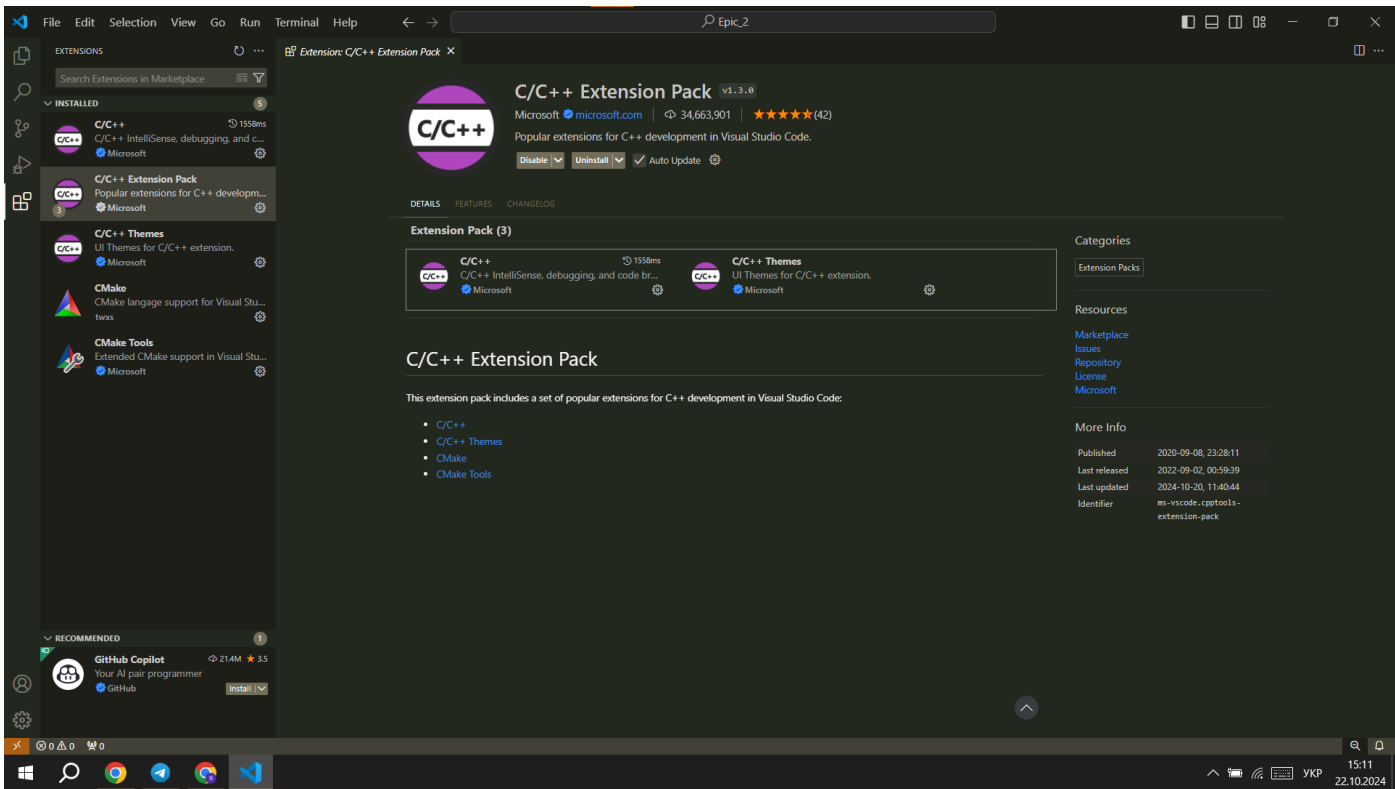 File Edit Selection View Go Run Terminal Help
Epic_2
EXTENSIONS
Search Extensions in Marketplace
INSTALLED 5
C/C++ 1558ms
C/C++ IntelliSense, debugging, and c...
Microsoft
C/C++ Extension Pack
Popular extensions for C++ developm...
Microsoft
3
C/C++ Themes
UI Themes for C/C++ extension.
Microsoft
CMake
CMake langage support for Visual Stu...
twxs
CMake Tools
Extended CMake support in Visual Stu...
Microsoft
RECOMMENDED 1
GitHub Copilot 21.4M 3.5
Your AI pair programmer
GitHub Install
Extension: C/C++ Extension Pack
C/C++
C/C++ Extension Pack v1.3.0
Microsoft microsoft.com 34,663,901 (42)
Popular extensions for C++ development in Visual Studio Code.
Disable Uninstall Auto Update
DETAILS FEATURES CHANGELOG
Extension Pack (3)
C/C++ 1558ms
C/C++ IntelliSense, debugging, and code br...
Microsoft
C/C++ Themes
UI Themes for C/C++ extension.
Microsoft
C/C++ Extension Pack
This extension pack includes a set of popular extensions for C++ development in Visual Studio Code:
• C/C++
• C/C++ Themes
• CMake
• CMake Tools
Categories
Extension Packs
Resources
Marketplace
Issues
Repository
License
Microsoft
More Info
Published 2020-09-08, 23:28:11
Last released 2022-09-02, 00:59:39
Last updated 2024-10-20, 11:40:44
Identifier ms-vscode.cpptools-
extension-pack
0 0 0
УКР
15:11
22.10.2024